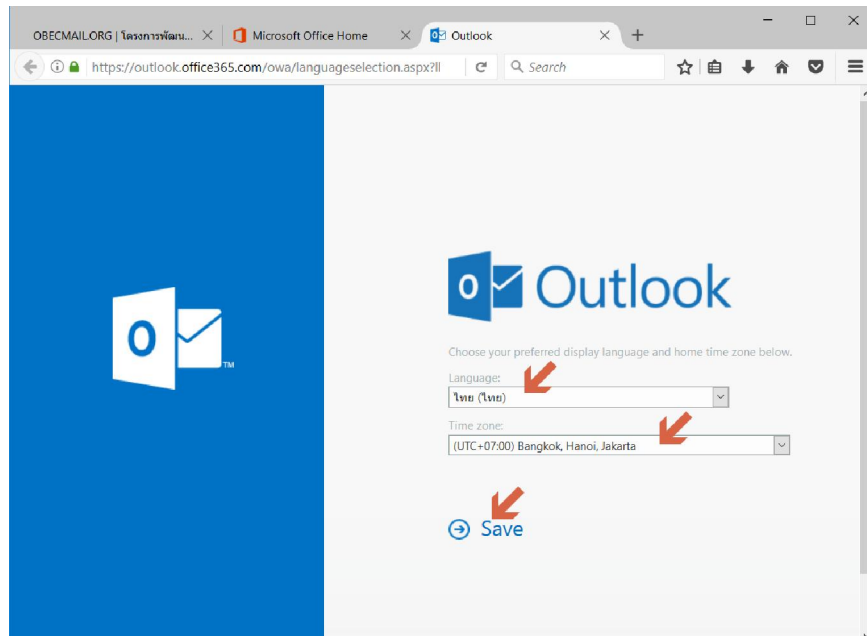 OBECMAIL.ORG | โครงการพัฒน...
Microsoft Office Home
Outlook
https://outlook.office365.com/owa/languageselection.aspx?ll
Search
O
TM
O Outlook
Choose your preferred display language and home time zone below.
Language:
ไทย (ไทย)
Time zone:
(UTC+07:00) Bangkok, Hanoi, Jakarta
Save